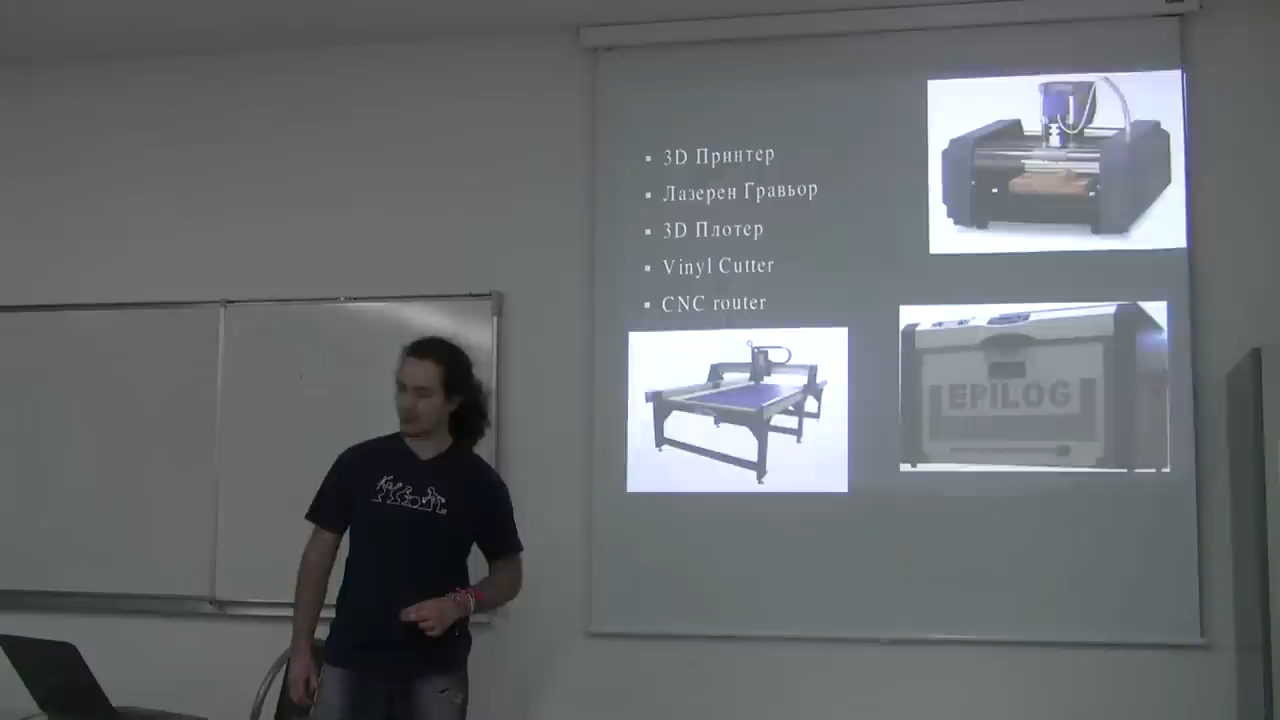 3D Принтер
Лазерен Гравьор
3D Плотер
Vinyl Cutter
CNC router
EPILOG